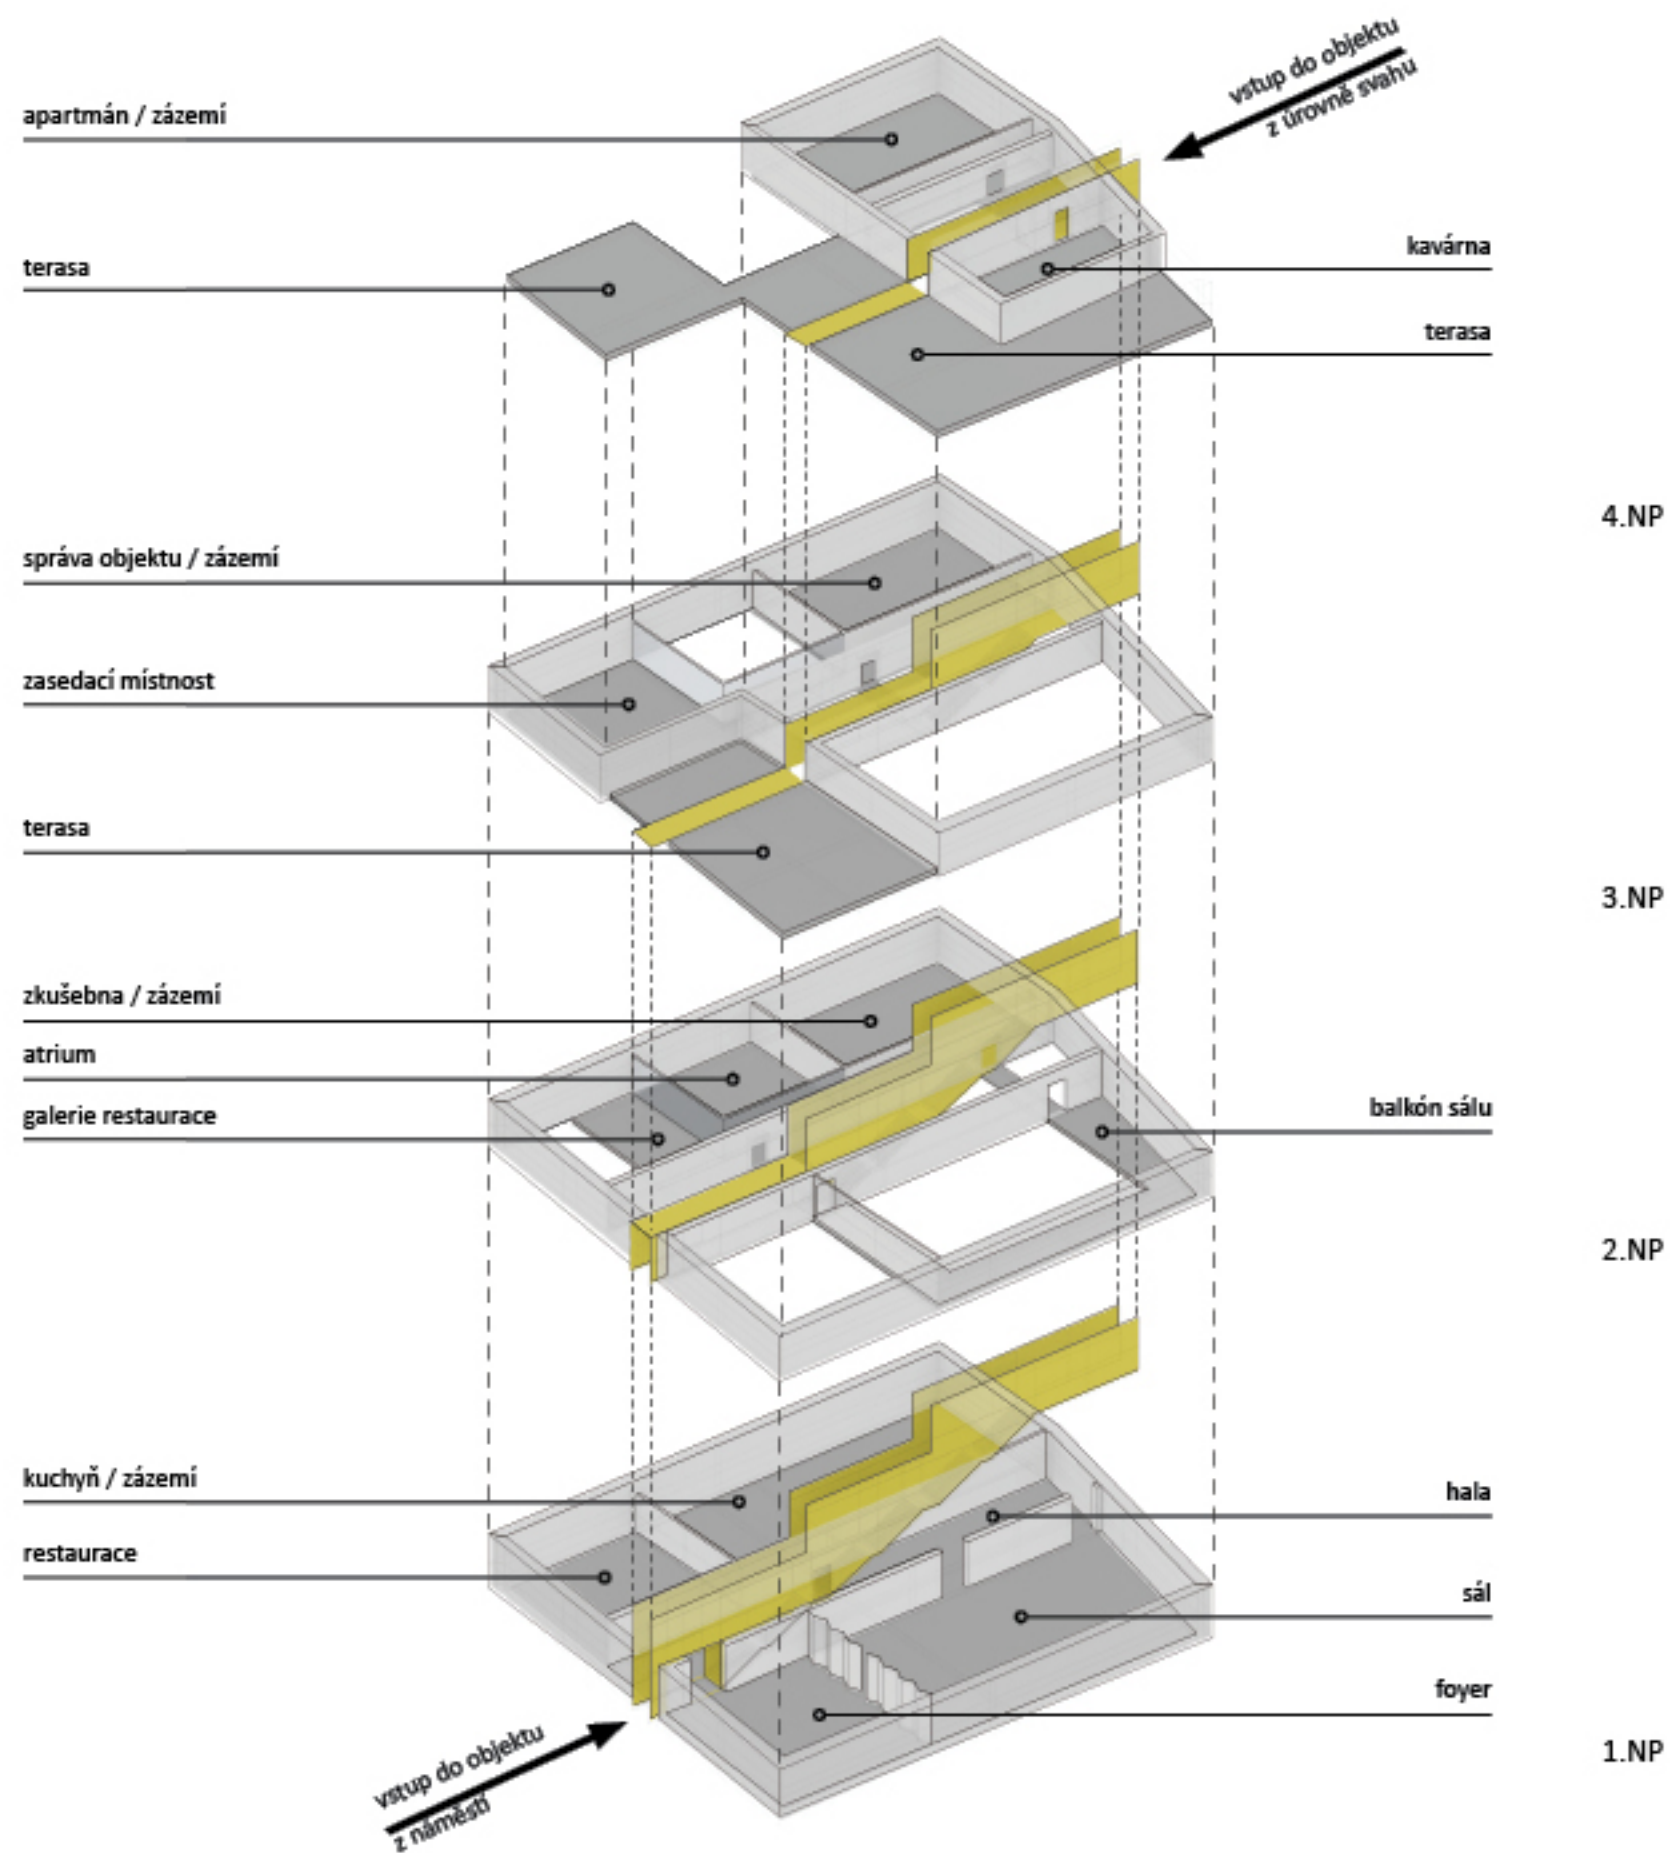 vstup do objektu
z úrovně svahu
apartmán / zázemí
kavárna
terasa
terasa
4.NP
správa objektu / zázemí
zasedací místnost
terasa
3.NP
zkušebna / zázemí
atrium
galerie restaurace
balkón sálu
2.NP
kuchyň / zázemí
hala
restaurace
sál
foyer
1.NP
vstup do objektu
z náměstí